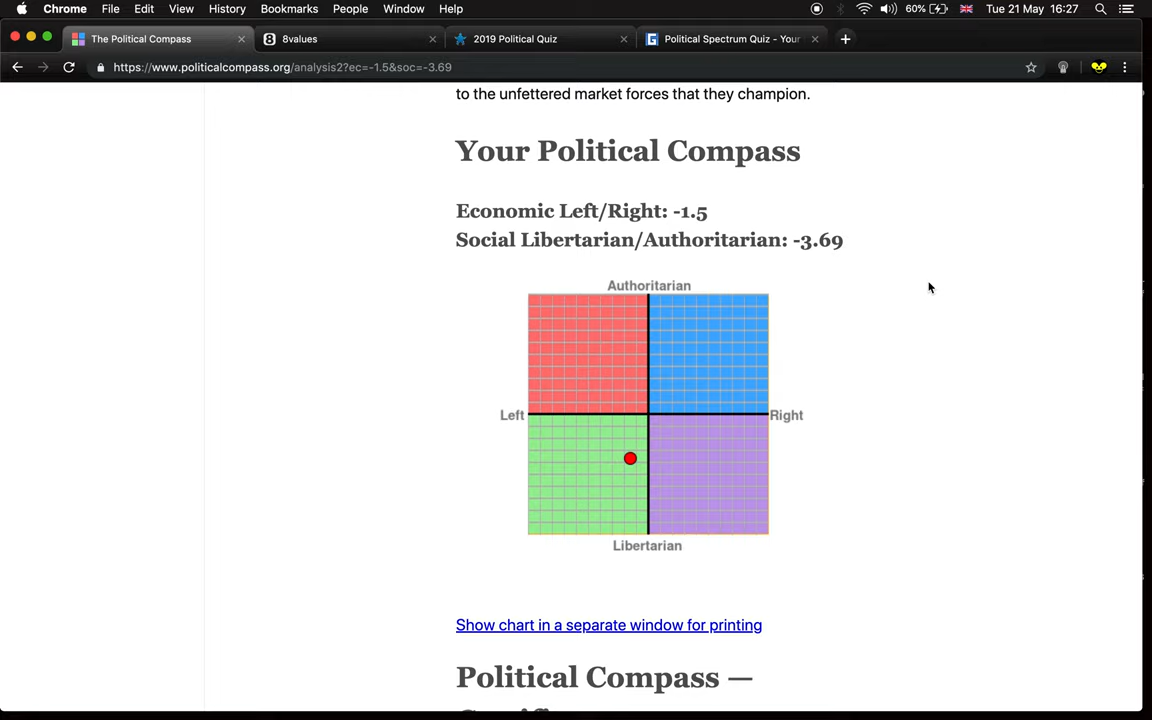 Chrome File Edit View History Bookmarks People Window Help 60% Tue 21 May 16:27
The Political Compass 8values 2019 Political Quiz Political Spectrum Quiz - Your
https://www.politicalcompass.org/analysis2?ec=-1.5&soc=-3.69
to the unfettered market forces that they champion.
Your Political Compass
Economic Left/Right: -1.5
Social Libertarian/Authoritarian: -3.69
Authoritarian
Left Right
Libertarian
Show chart in a separate window for printing
Political Compass —